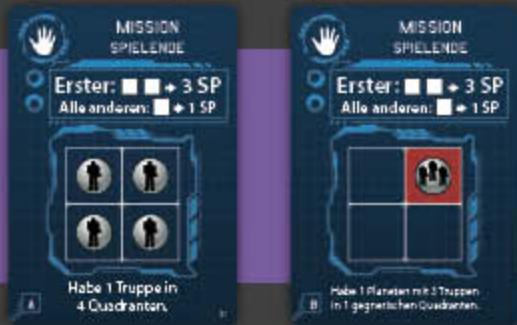 MISSION
SPIELENDE
Erster: ■ ■ → 3 SP
Alle anderen: ■ → 1 SP
Habe 1 Truppe in
4 Quadranten.
A
MISSION
SPIELENDE
Erster: ■ ■ → 3 SP
Alle anderen: ■ → 1 SP
Habe 1 Planeten mit 3 Truppen
in 1 gegnerischen Quadranten.
B